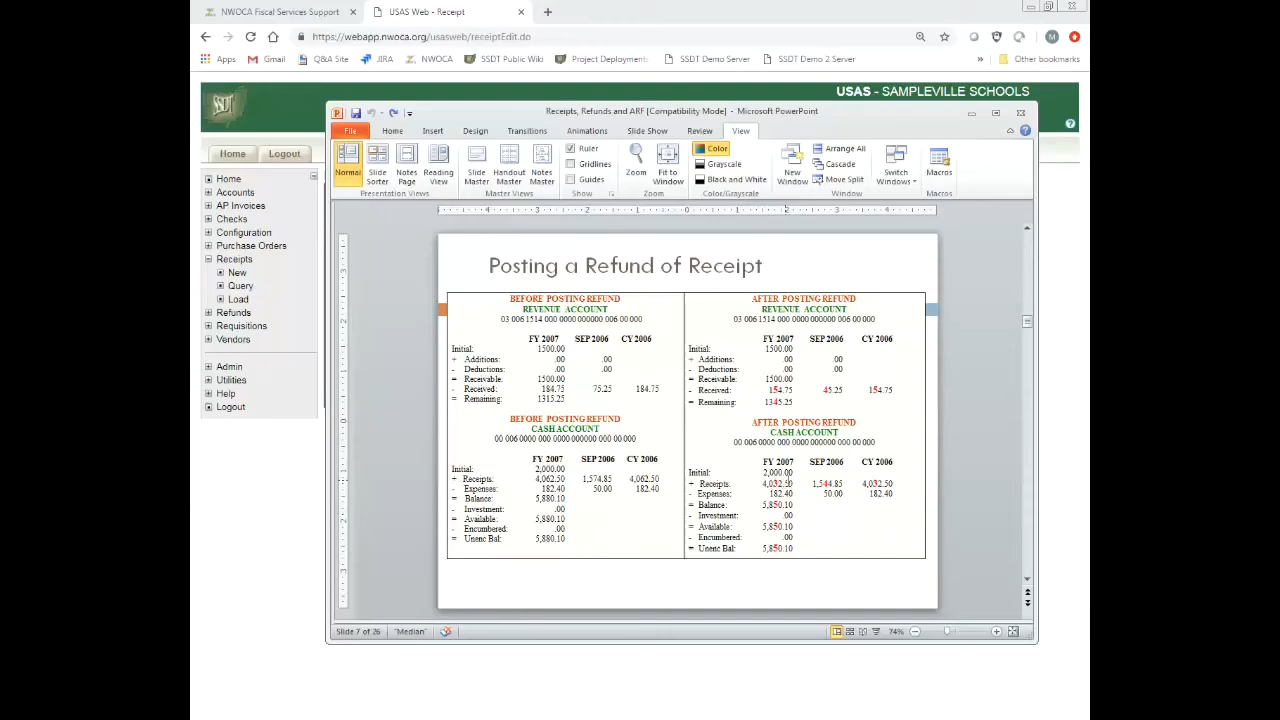 NWOCA Fiscal Services Support
USAS Web - Receipt
https://webapp.nwoca.org/usasweb/receiptEdit.do
Apps Gmail Q&A Site JIRA NWOCA SSDT Public Wiki Project Deployments SSDT Demo Server SSDT Demo 2 Server » Other bookmarks
SSDT
USAS - SAMPLEVILLE SCHOOLS
Home Logout
Home
Accounts
AP Invoices
Checks
Configuration
Purchase Orders
Receipts
New
Query
Load
Refunds
Requisitions
Vendors
Admin
Utilities
Help
Logout
Receipts, Refunds and ARF [Compatibility Mode] - Microsoft PowerPoint
File Home Insert Design Transitions Animations Slide Show Review View
Normal
Slide Sorter
Notes Page
Reading View
Presentation Views
Slide Master
Handout Master
Notes Master
Master Views
Ruler
Gridlines
Guides
Show
Zoom
Fit to Window
Zoom
Color
Grayscale
Black and White
Color/Grayscale
New Window
Arrange All
Cascade
Move Split
Switch Windows
Window
Macros
Macros
Posting a Refund of Receipt
BEFORE POSTING REFUND
REVENUE ACCOUNT
03 006 1514 000 0000 000000 006 00 000
FY 2007 SEP 2006 CY 2006
Initial: 1500.00
+ Additions: .00 .00
- Deductions: .00 .00
= Receivable: 1500.00
- Received: 184.75 75.25 184.75
= Remaining: 1315.25
BEFORE POSTING REFUND
CASH ACCOUNT
00 006 0000 000 0000 000000 000 00 000
FY 2007 SEP 2006 CY 2006
Initial: 2,000.00
+ Receipts: 4,062.50 1,574.85 4,062.50
- Expenses: 182.40 50.00 182.40
= Balance: 5,880.10
- Investment: .00
= Available: 5,880.10
- Encumbered: .00
= Unenc Bal: 5,880.10
AFTER POSTING REFUND
REVENUE ACCOUNT
03 006 1514 000 0000 000000 006 00 000
FY 2007 SEP 2006 CY 2006
Initial: 1500.00
+ Additions: .00 .00
- Deductions: .00 .00
= Receivable: 1500.00
- Received: 154.75 45.25 154.75
= Remaining: 1345.25
AFTER POSTING REFUND
CASH ACCOUNT
00 006 0000 000 0000 000000 000 00 000
FY 2007 SEP 2006 CY 2006
Initial: 2,000.00
+ Receipts: 4,032.50 1,544.85 4,032.50
- Expenses: 182.40 50.00 182.40
= Balance: 5,850.10
- Investment: .00
= Available: 5,850.10
- Encumbered: .00
= Unenc Bal: 5,850.10
Slide 7 of 26 "Median" 74%